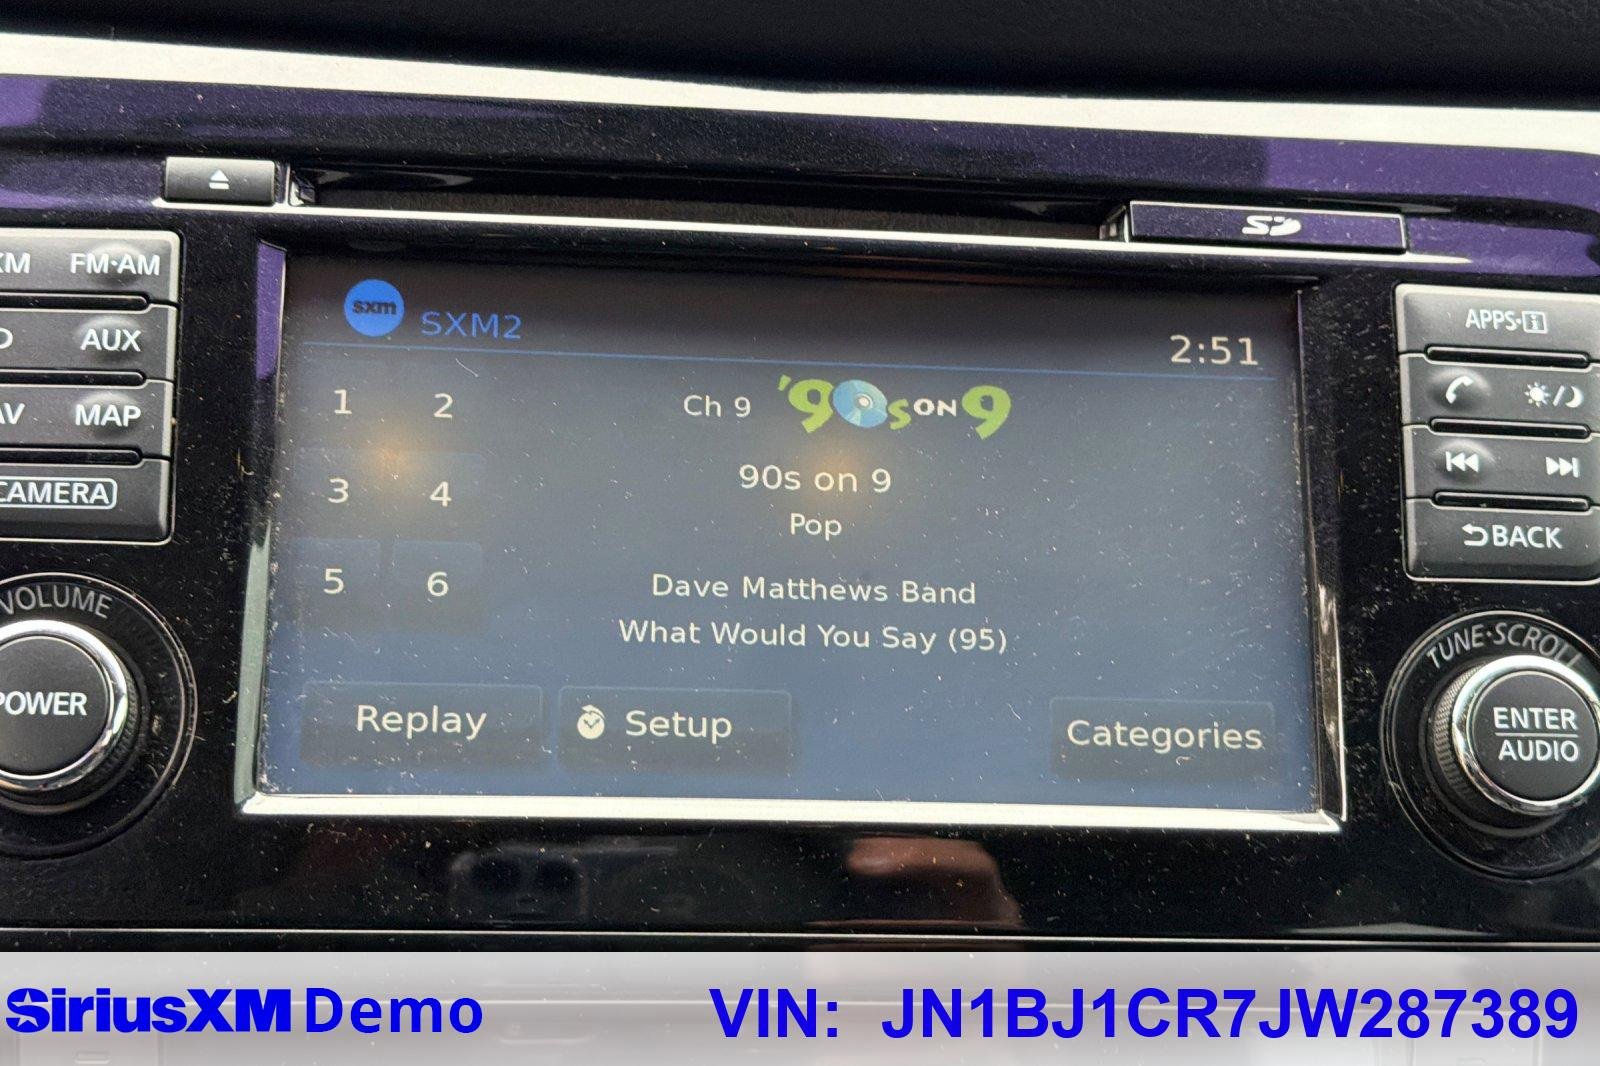 SD
XM FM·AM
AUX
MAP
CAMERA
VOLUME
POWER
sxm SXM2
2:51
1 2
3 4
5 6
Ch 9 '90s ON 9
90s on 9
Pop
Dave Matthews Band
What Would You Say (95)
Replay Setup Categories
APPS·i
BACK
TUNE·SCROLL
ENTER
AUDIO
SiriusXM Demo VIN: JN1BJ1CR7JW287389